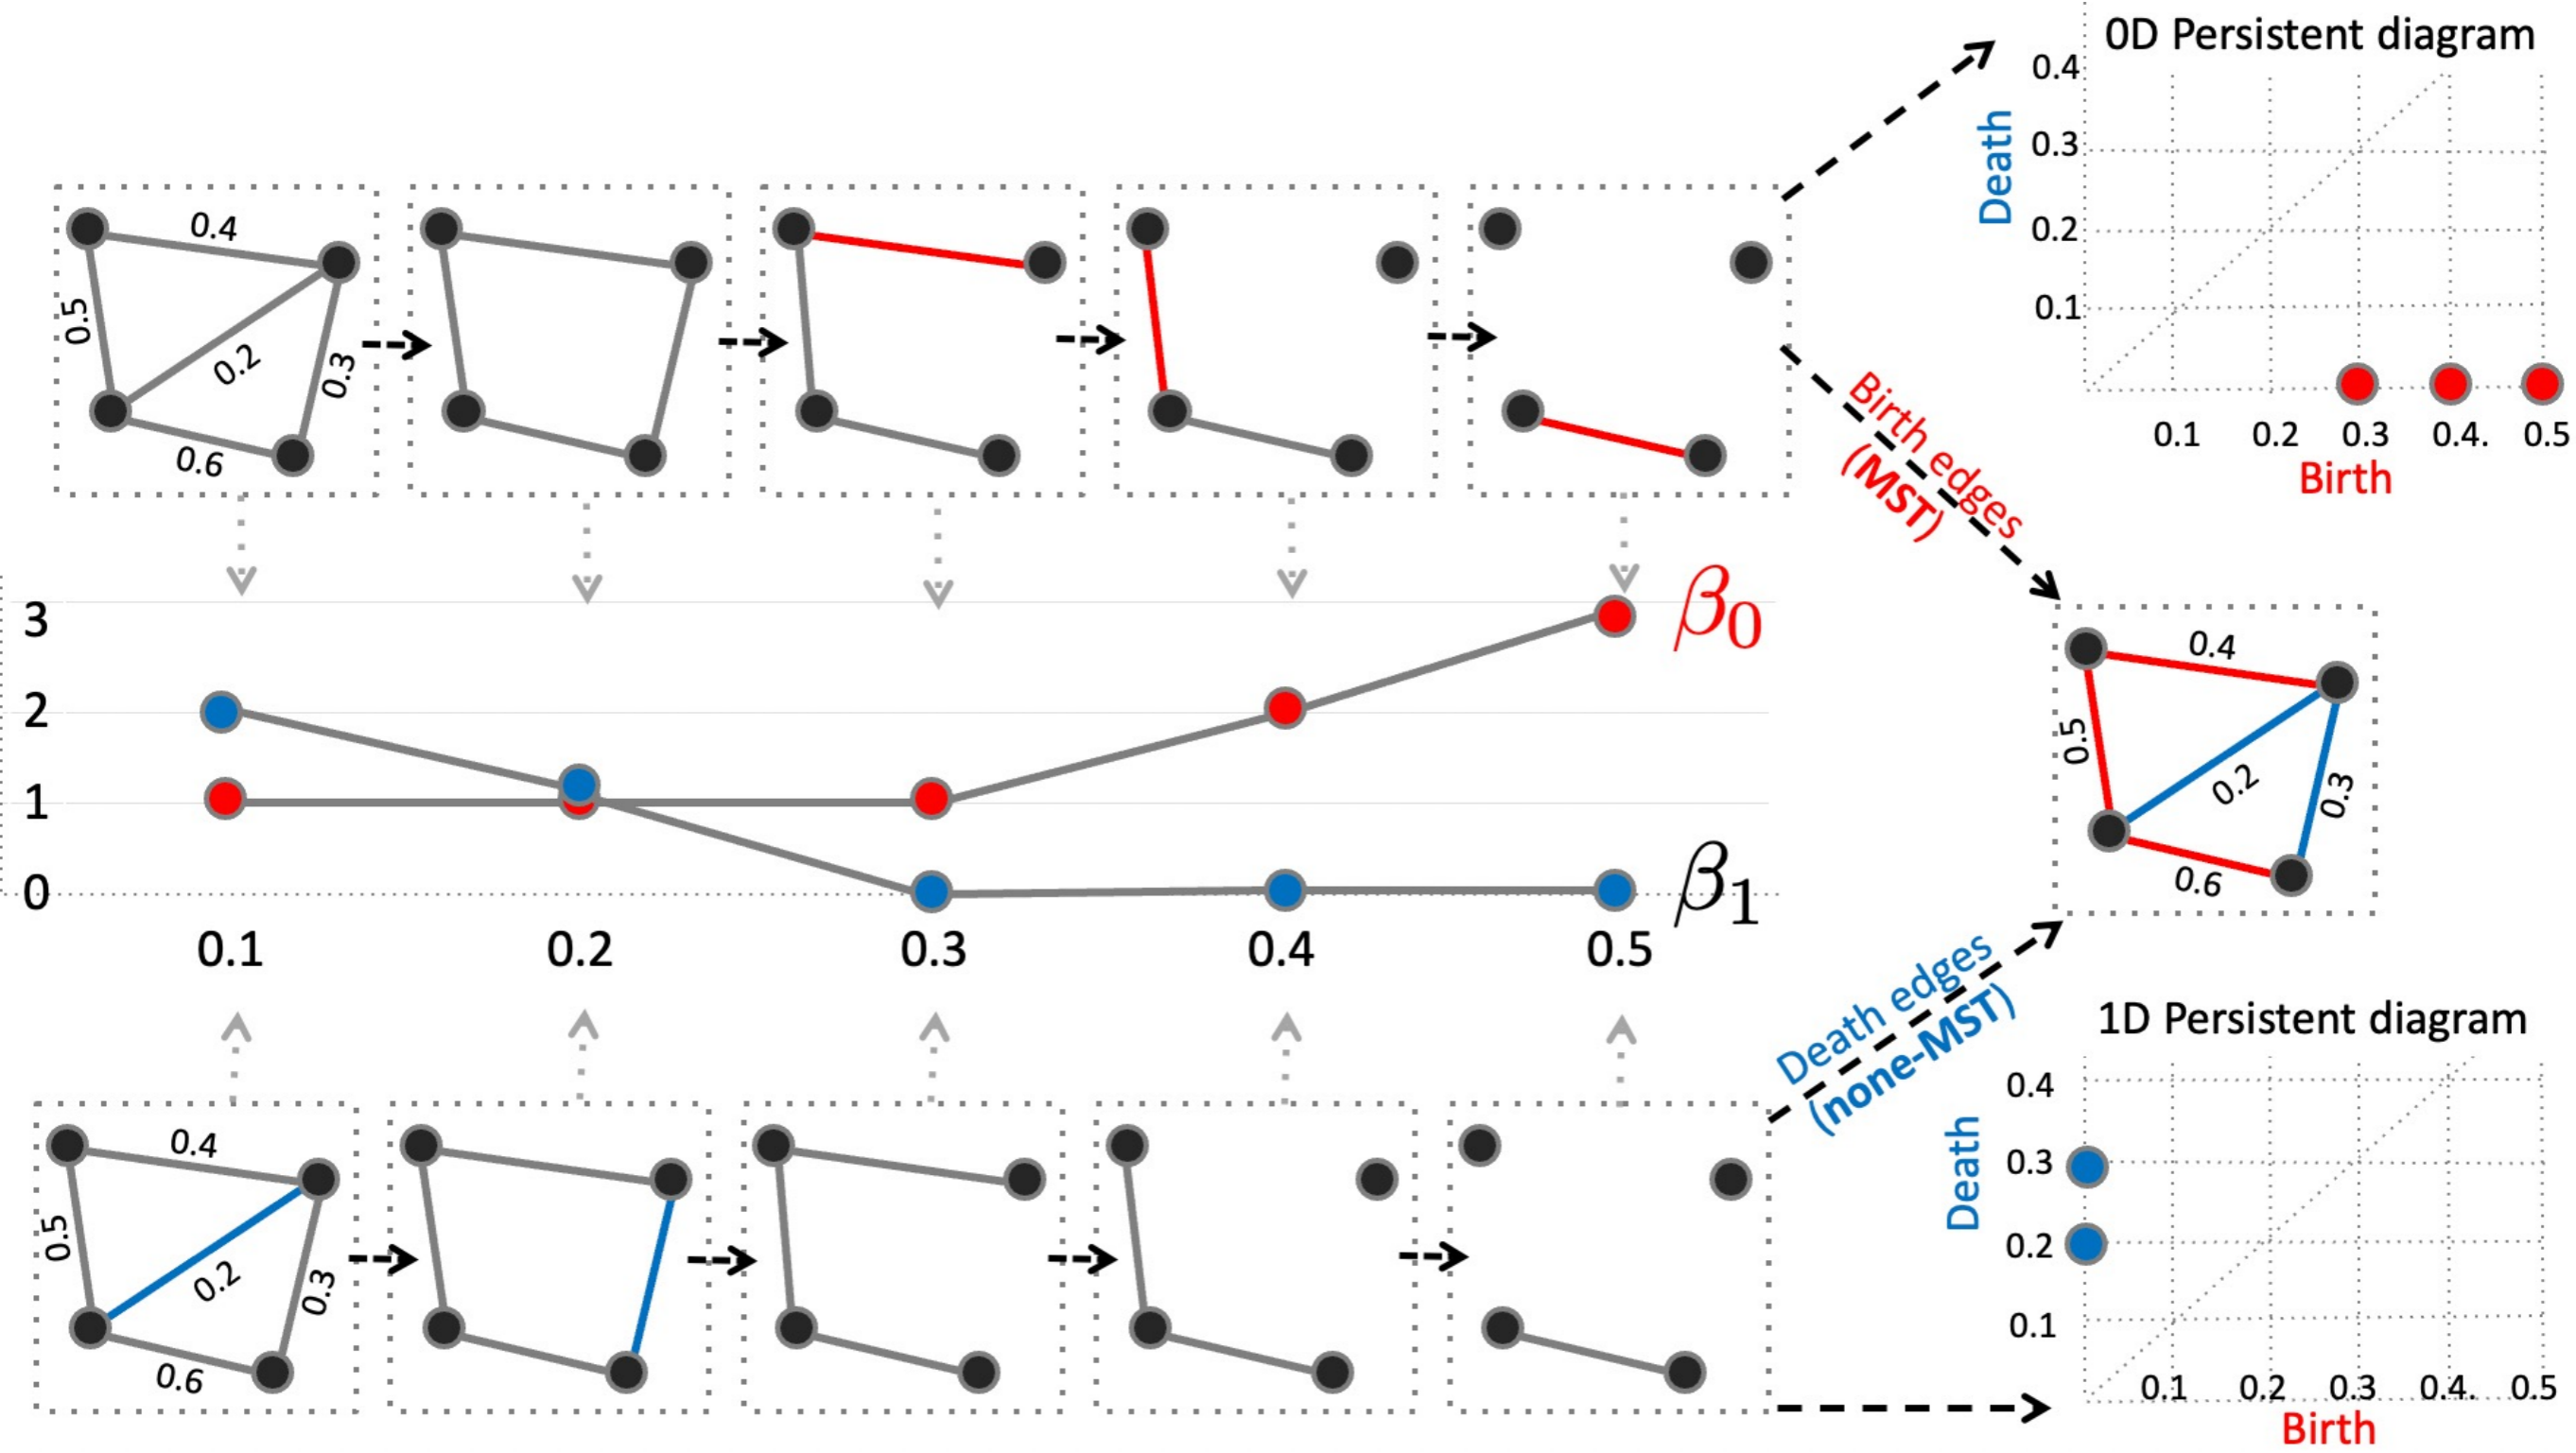 0D Persistent diagram
0.4
0.3
0.2
0.1
Death
0.1 0.2 0.3 0.4. 0.5
Birth
0.4
0.5
0.2
0.3
0.6
Birth edges
(MST)
3
2
1
0
β0
β1
0.1 0.2 0.3 0.4 0.5
0.4
0.5
0.2
0.3
0.6
Death edges
(none-MST)
0.4
0.5
0.2
0.3
0.6
1D Persistent diagram
0.4
0.3
0.2
0.1
Death
0.1 0.2 0.3 0.4. 0.5
Birth